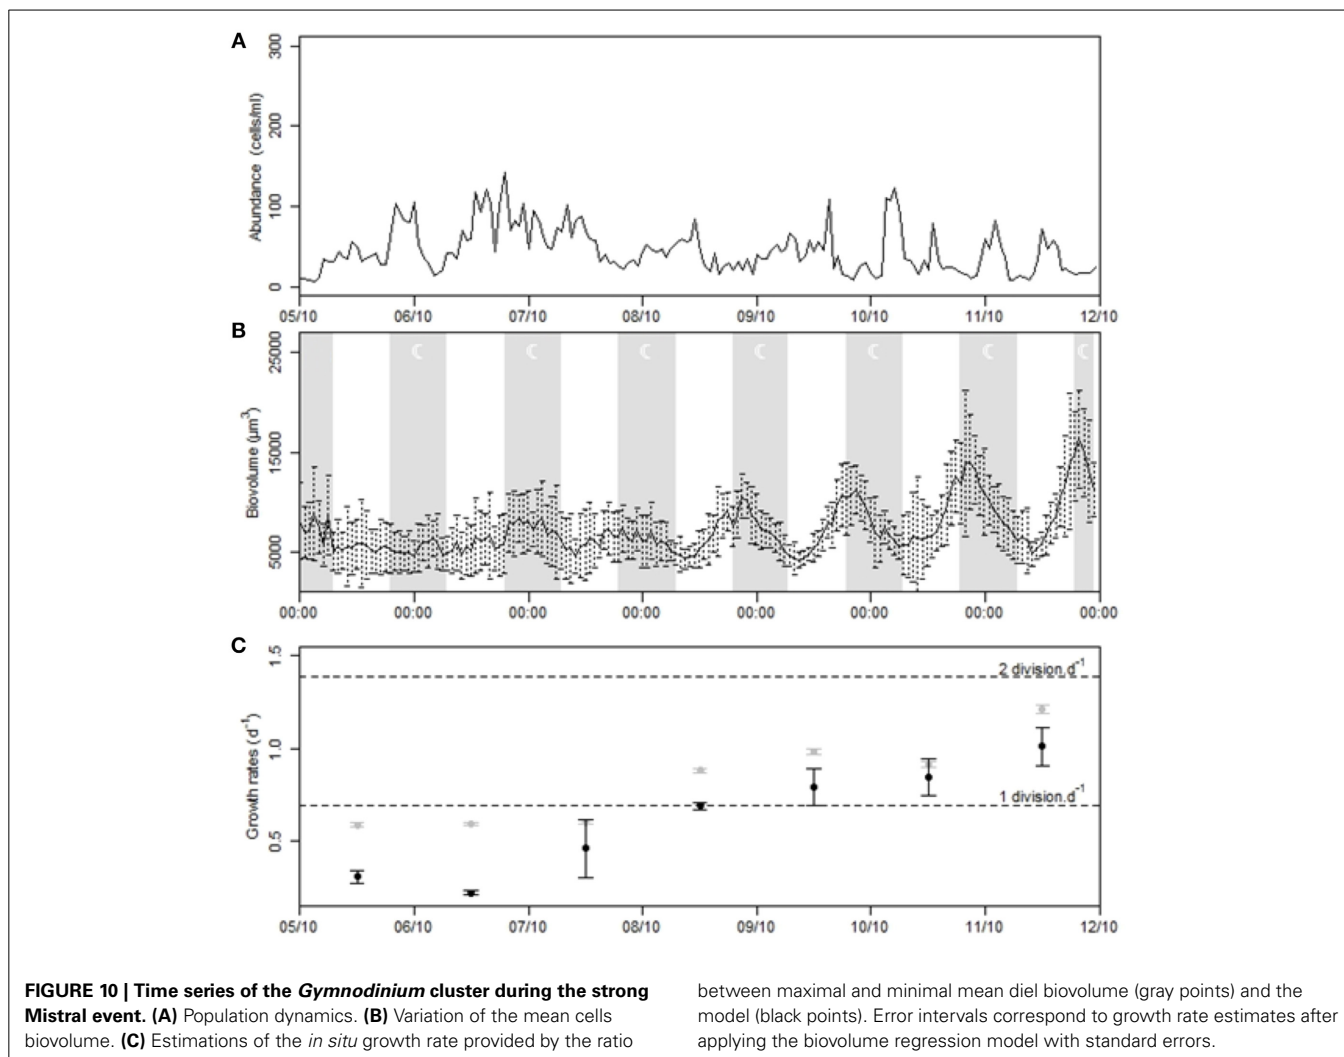 A
300
200
100
0
Abundance (cells/ml)
05/10 06/10 07/10 08/10 09/10 10/10 11/10 12/10
B
25000
15000
5000
Biovolume (µm³)
00:00 00:00 00:00 00:00 00:00 00:00 00:00 00:00
C
1.5
1.0
0.5
Growth rates (d⁻¹)
2 division.d⁻¹
1 division.d⁻¹
05/10 06/10 07/10 08/10 09/10 10/10 11/10 12/10
FIGURE 10 | Time series of the Gymnodinium cluster during the strong
Mistral event. (A) Population dynamics. (B) Variation of the mean cells
biovolume. (C) Estimations of the in situ growth rate provided by the ratio
between maximal and minimal mean diel biovolume (gray points) and the
model (black points). Error intervals correspond to growth rate estimates after
applying the biovolume regression model with standard errors.